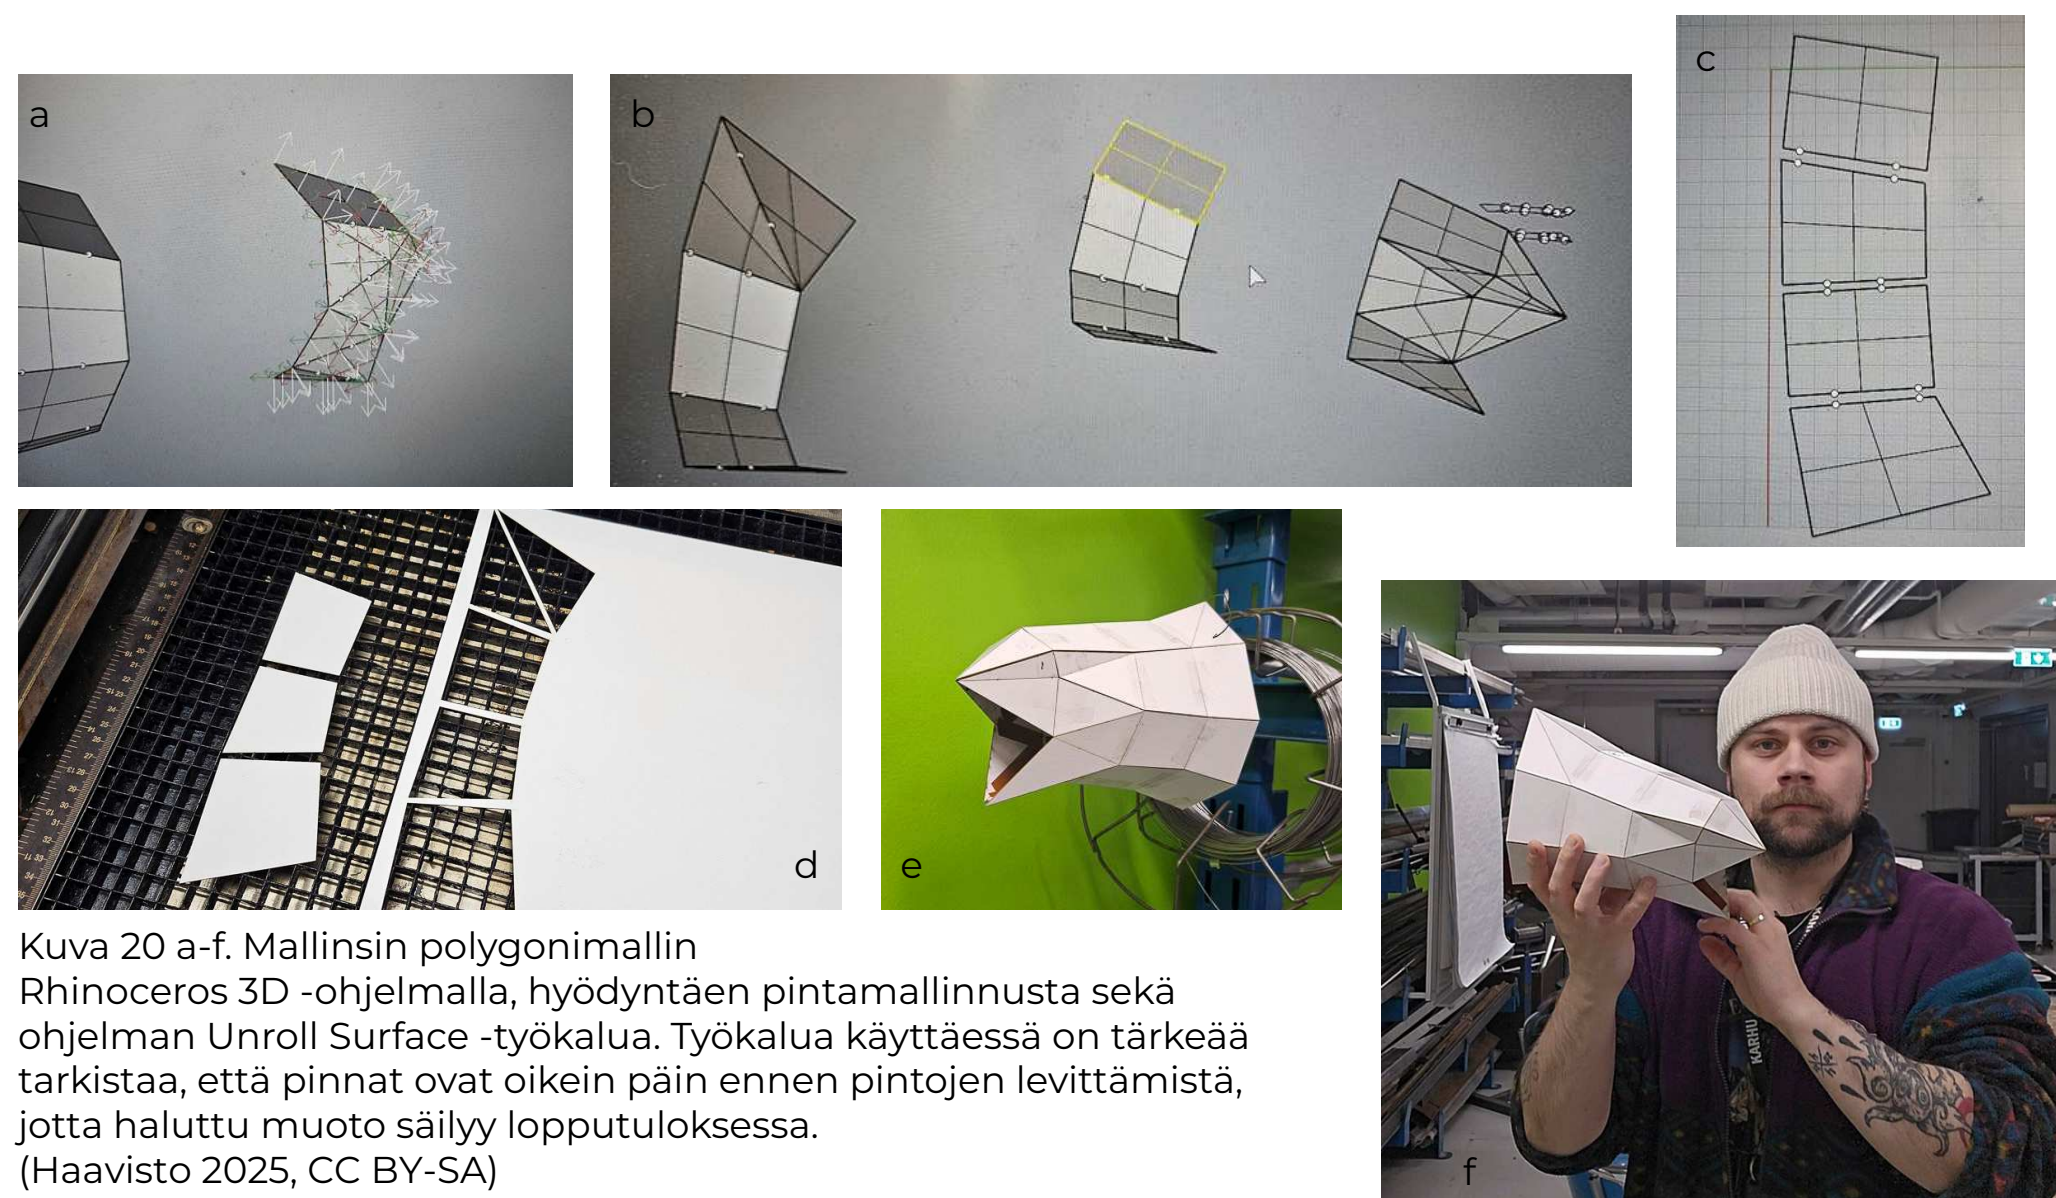 a
b
c
d
e
f
Kuva 20 a-f. Mallinsin polygonimallin
Rhinoceros 3D -ohjelmalla, hyödyntäen pintamallinnusta sekä
ohjelman Unroll Surface -työkalua. Työkalua käyttäessä on tärkeää
tarkistaa, että pinnat ovat oikein päin ennen pintojen levittämistä,
jotta haluttu muoto säilyy lopputuloksessa.
(Haavisto 2025, CC BY-SA)
KARHU